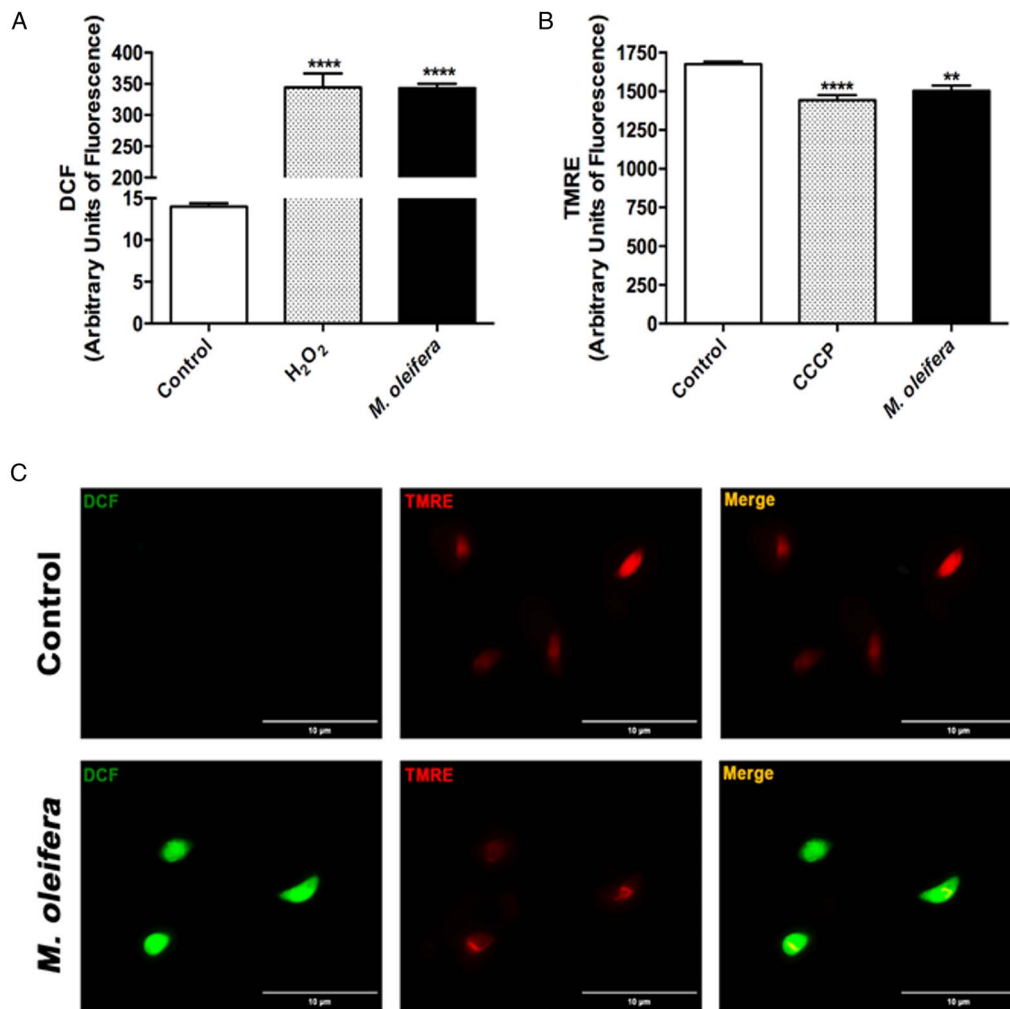 A
DCF
(Arbitrary Units of Fluorescence)
400
350
300
250
200
15
10
5
0
****
****
Control
H₂O₂
M. oleifera
B
TMRE
(Arbitrary Units of Fluorescence)
1750
1500
1250
1000
750
500
250
0
****
**
Control
CCCP
M. oleifera
C
Control
DCF
10 µm
TMRE
10 µm
Merge
10 µm
M. oleifera
DCF
10 µm
TMRE
10 µm
Merge
10 µm